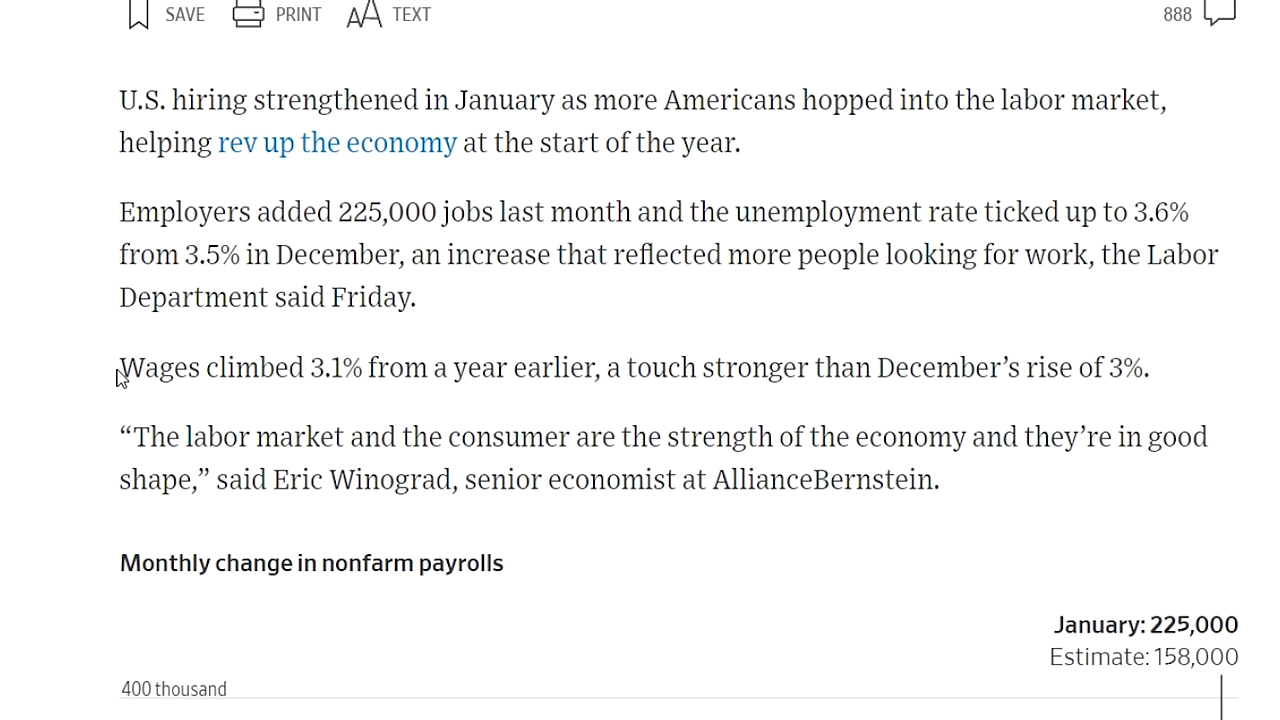 SAVE PRINT AA TEXT 888
U.S. hiring strengthened in January as more Americans hopped into the labor market,
helping rev up the economy at the start of the year.
Employers added 225,000 jobs last month and the unemployment rate ticked up to 3.6%
from 3.5% in December, an increase that reflected more people looking for work, the Labor
Department said Friday.
Wages climbed 3.1% from a year earlier, a touch stronger than December’s rise of 3%.
“The labor market and the consumer are the strength of the economy and they’re in good
shape,” said Eric Winograd, senior economist at AllianceBernstein.
Monthly change in nonfarm payrolls
January: 225,000
Estimate: 158,000
400 thousand